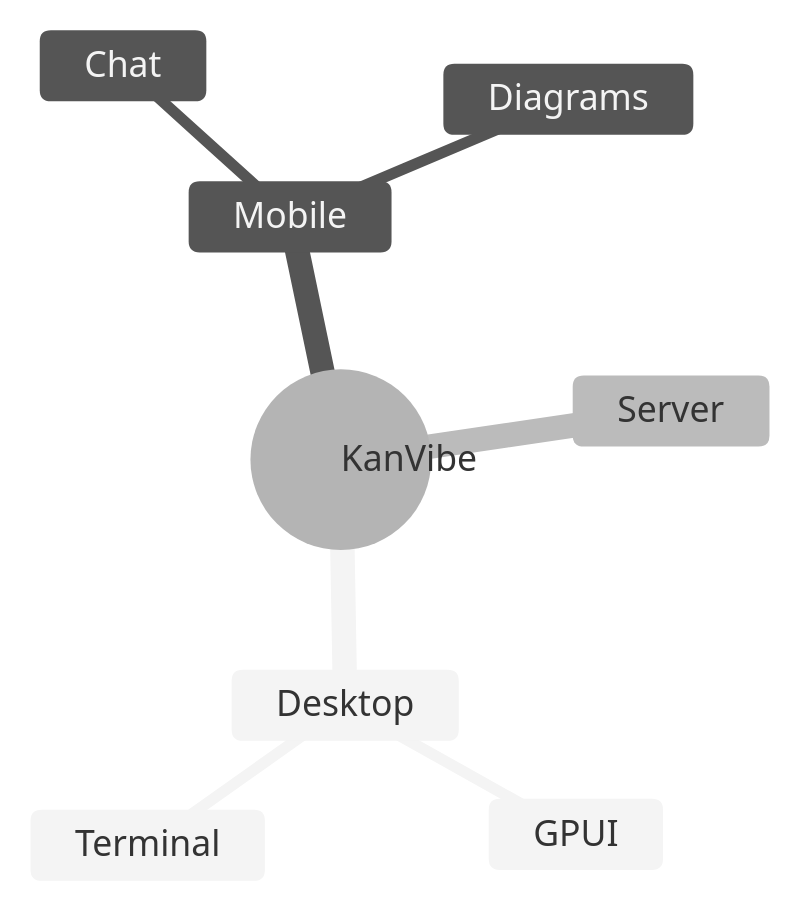 Chat
Diagrams
Mobile
Server
KanVibe
Desktop
Terminal
GPUI